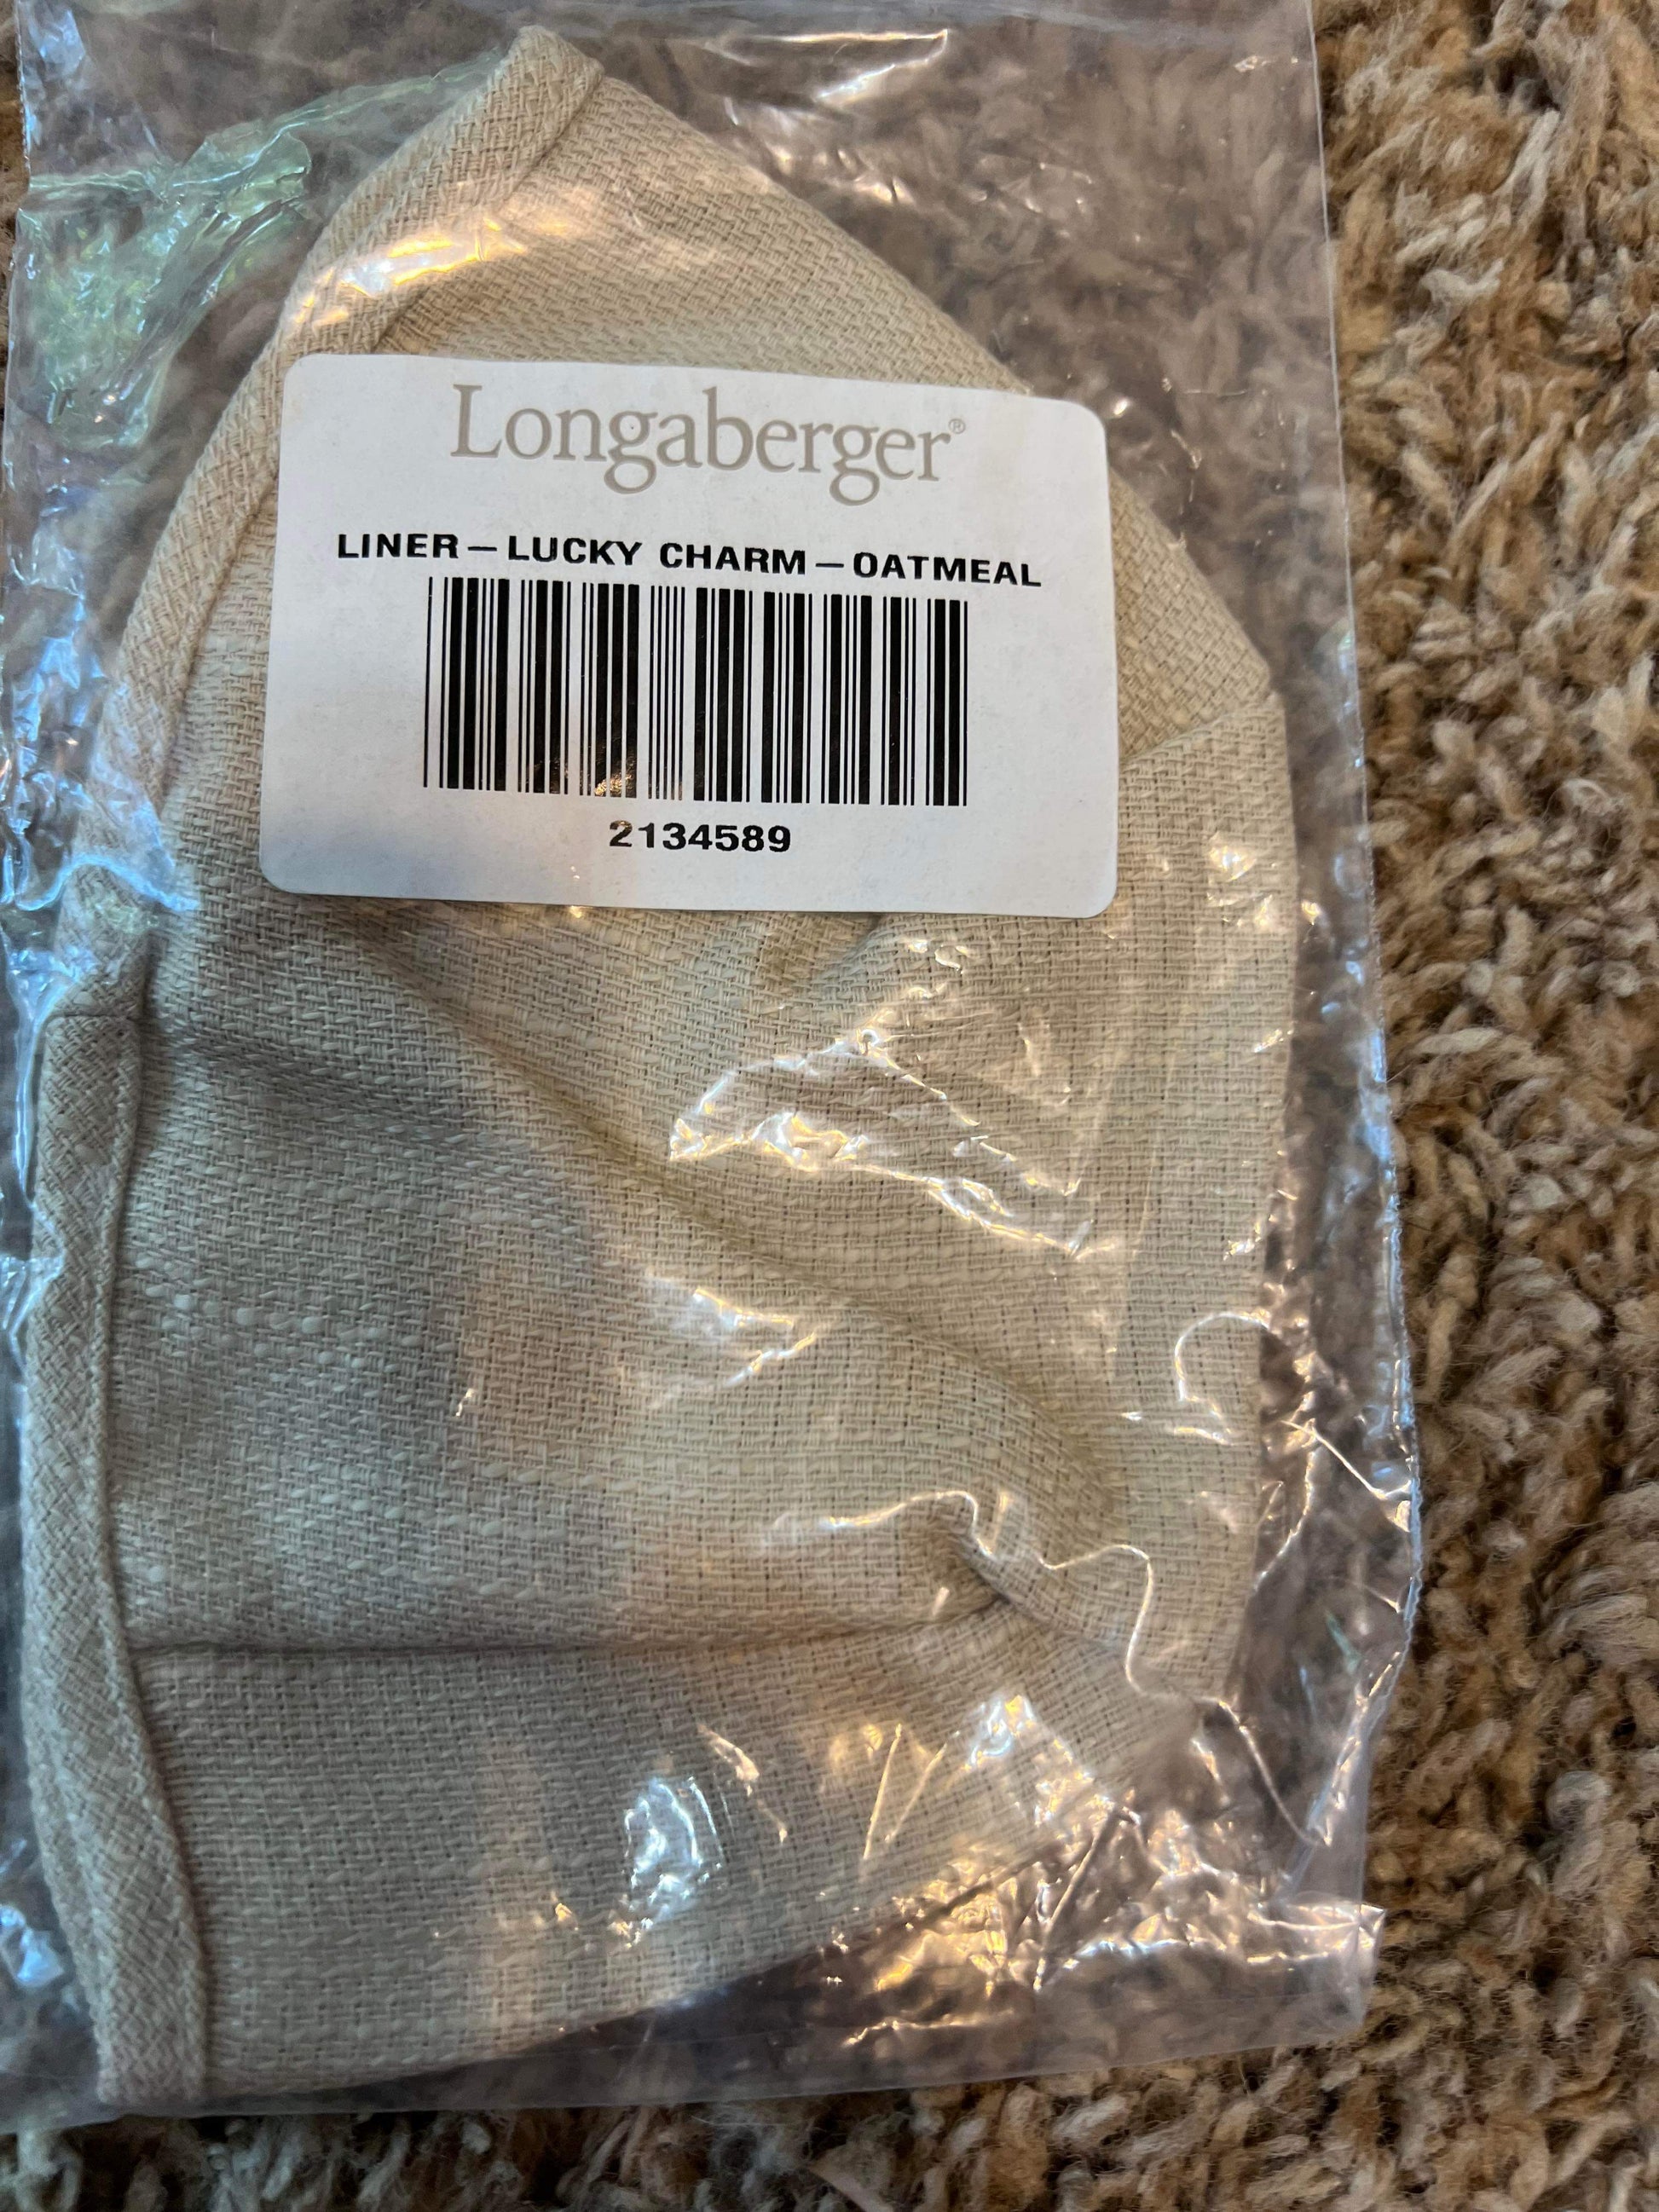 Longaberger®
LINER—LUCKY CHARM—OATMEAL
2134589